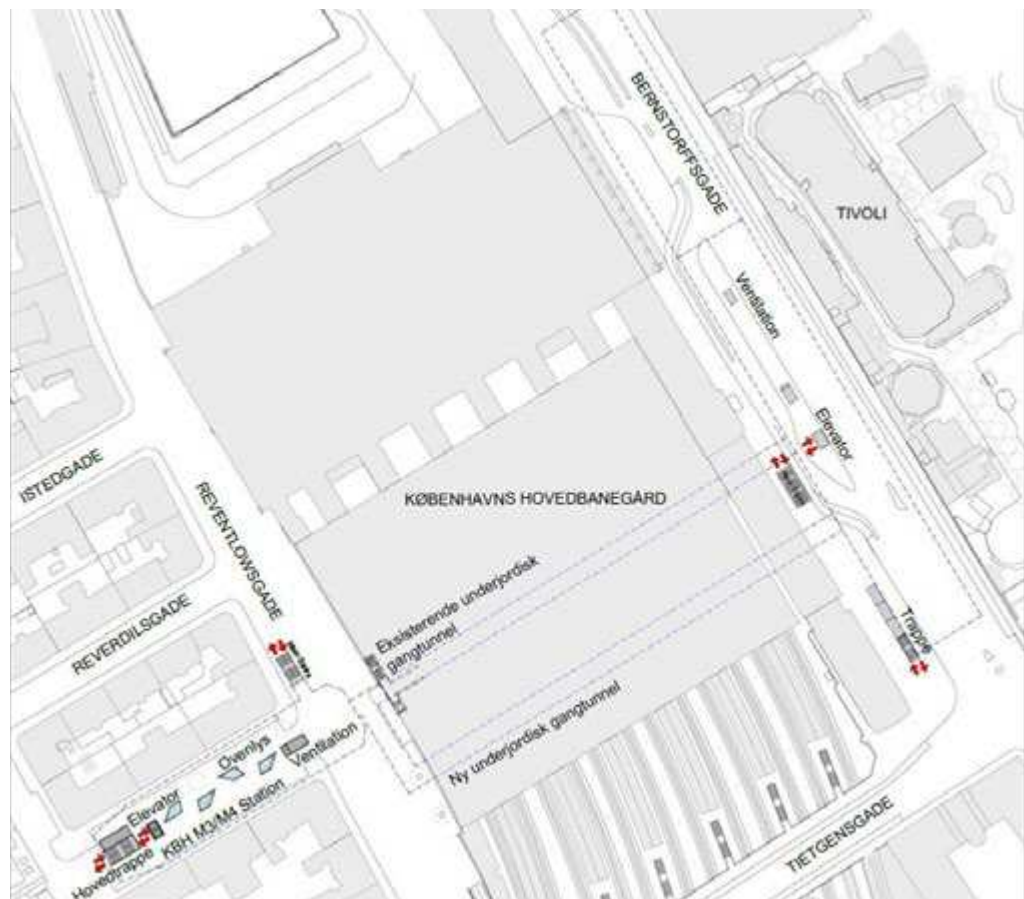 BERNSTORFFSGADE
TIVOLI
Ventilation
Elevator
ISTEDGADE
REVENTLOWSGADE
KØBENHAVNS HOVEDBANEGÅRD
Eksisterende underjordisk
gangtunnel
REVERDILSGADE
Trappe
Ny underjordisk gangtunnel
Ovenlys
Ventilation
Elevator
KBH M3/M4 Station
Hovedtrappe
TIETGENSGADE